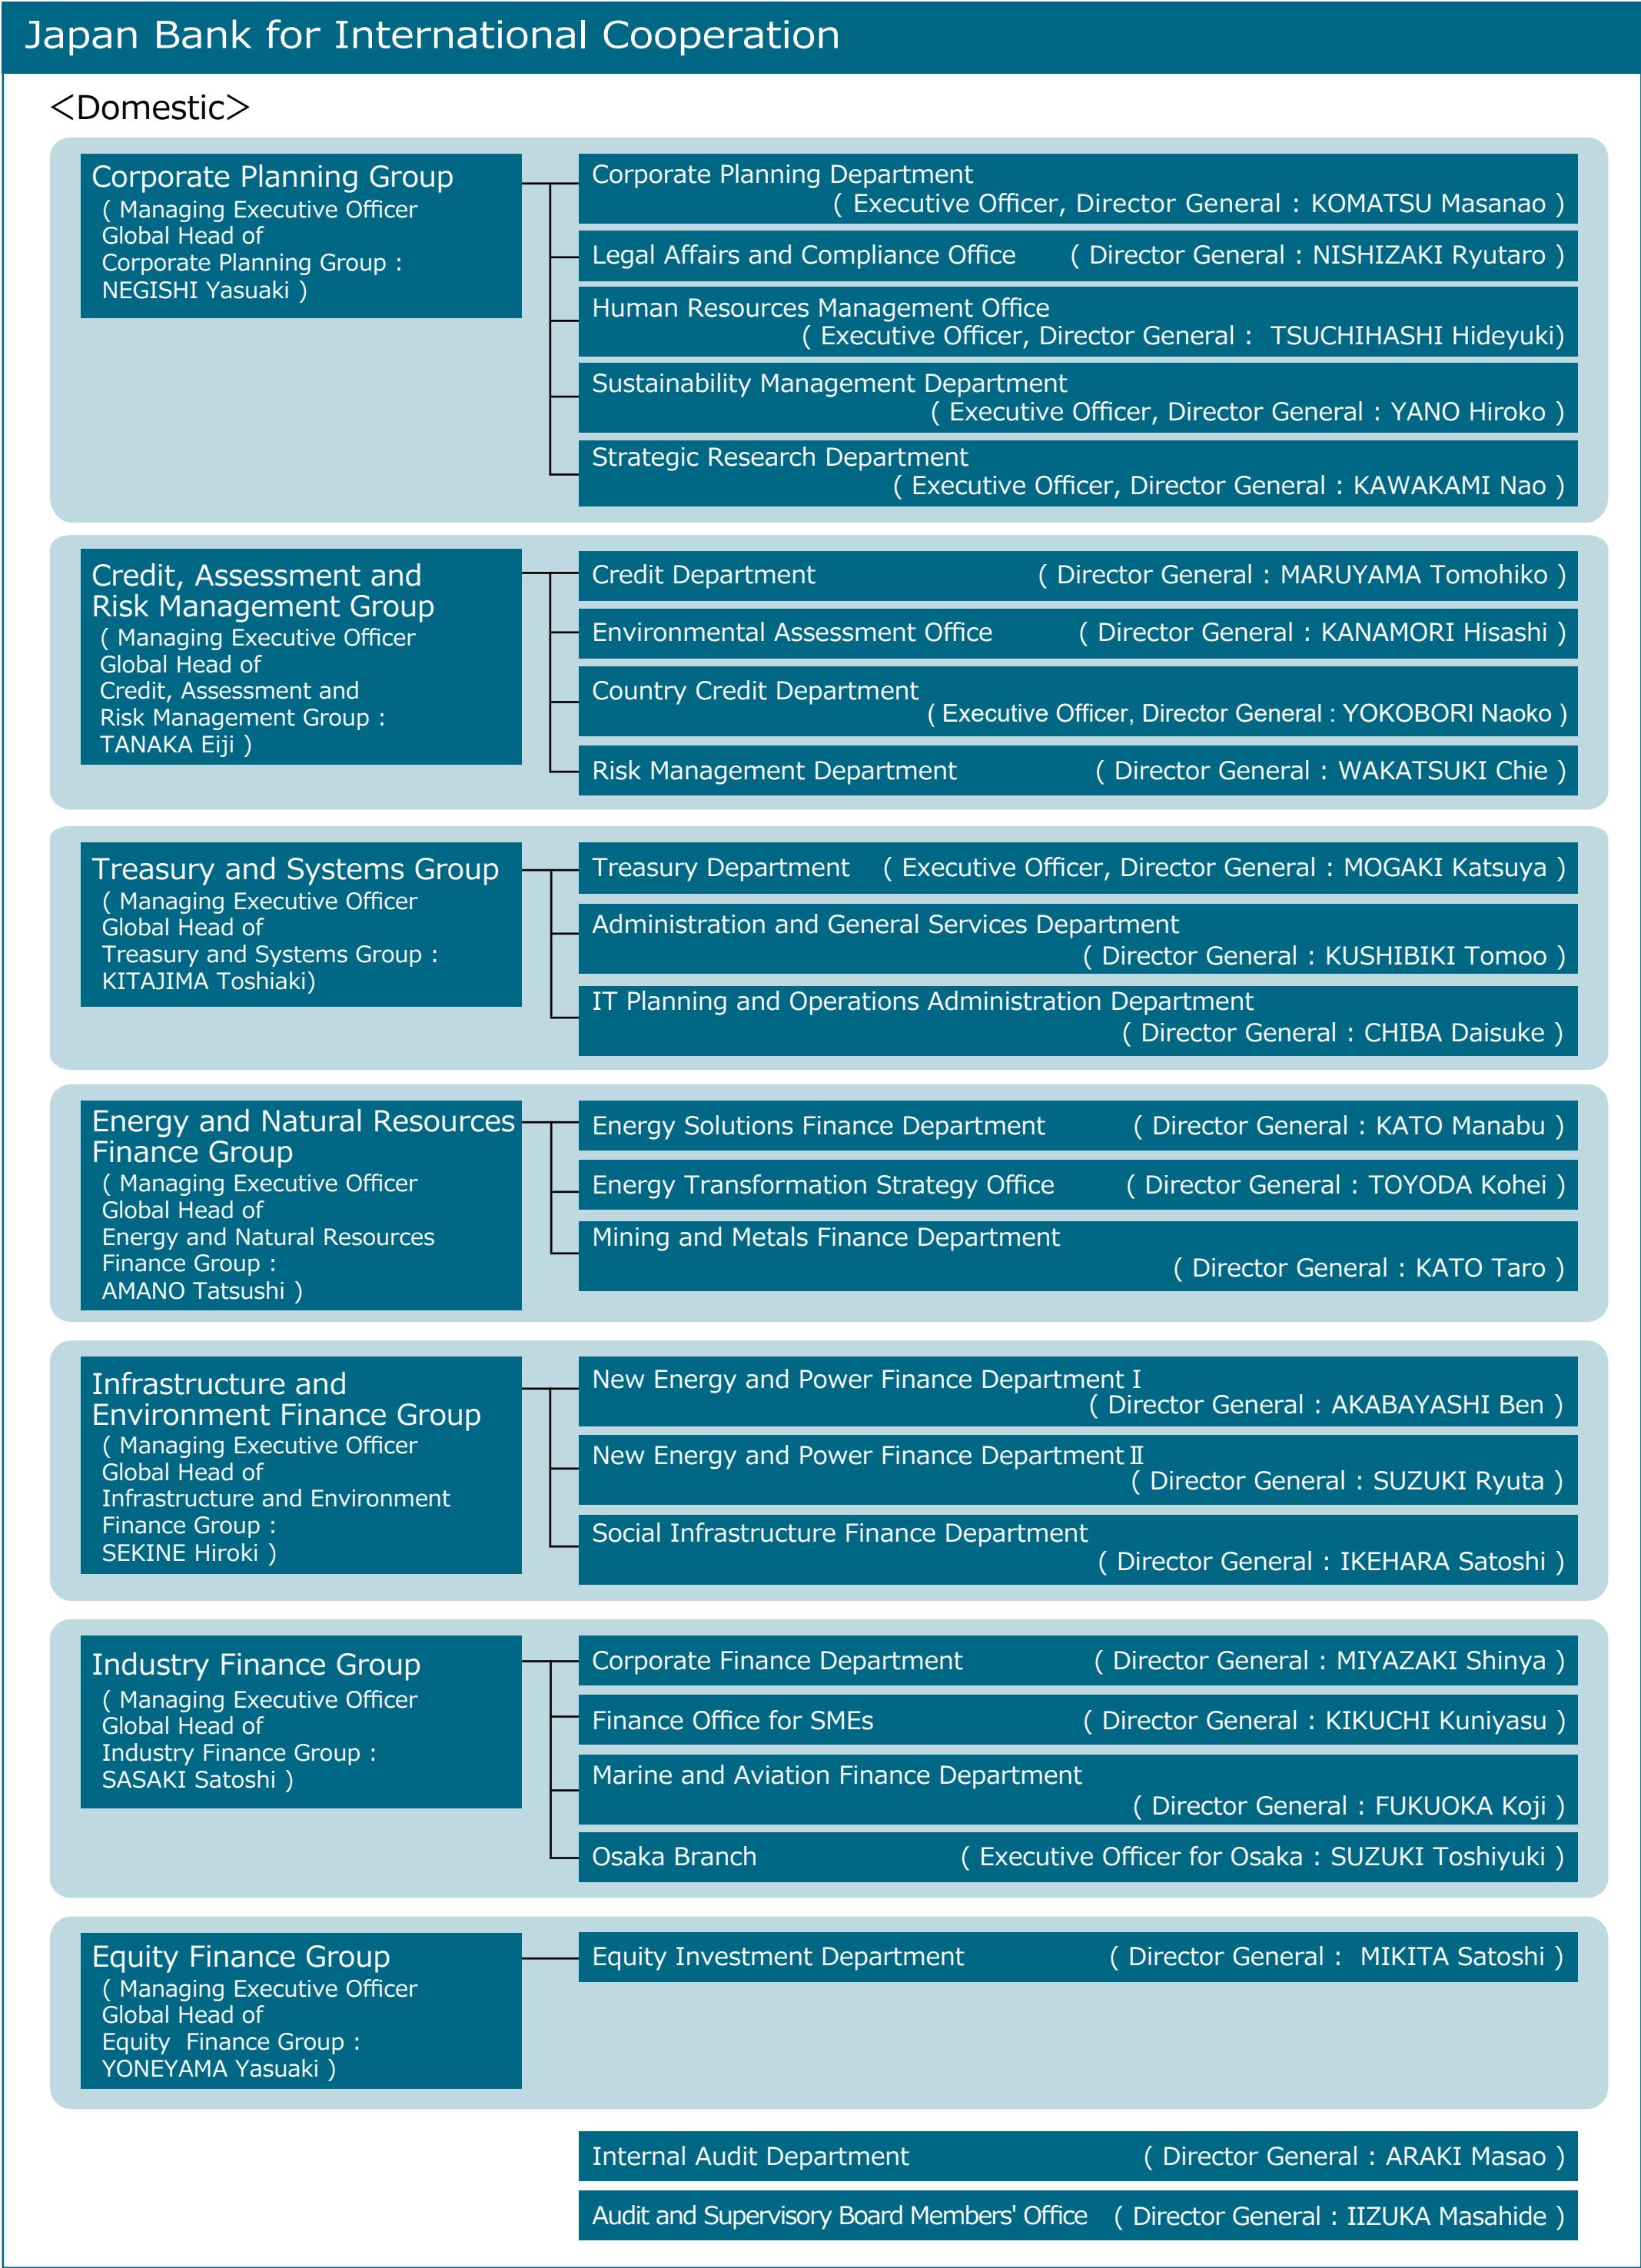 Japan Bank for International Cooperation
<Domestic>
Corporate Planning Group
( Managing Executive Officer
Global Head of
Corporate Planning Group :
NEGISHI Yasuaki )
Corporate Planning Department
( Executive Officer, Director General : KOMATSU Masanao )
Legal Affairs and Compliance Office ( Director General : NISHIZAKI Ryutaro )
Human Resources Management Office
( Executive Officer, Director General : TSUCHIHASHI Hideyuki)
Sustainability Management Department
( Executive Officer, Director General : YANO Hiroko )
Strategic Research Department
( Executive Officer, Director General : KAWAKAMI Nao )
Credit, Assessment and
Risk Management Group
( Managing Executive Officer
Global Head of
Credit, Assessment and
Risk Management Group :
TANAKA Eiji )
Credit Department ( Director General : MARUYAMA Tomohiko )
Environmental Assessment Office ( Director General : KANAMORI Hisashi )
Country Credit Department
( Executive Officer, Director General : YOKOBORI Naoko )
Risk Management Department ( Director General : WAKATSUKI Chie )
Treasury and Systems Group
( Managing Executive Officer
Global Head of
Treasury and Systems Group :
KITAJIMA Toshiaki)
Treasury Department ( Executive Officer, Director General : MOGAKI Katsuya )
Administration and General Services Department
( Director General : KUSHIBIKI Tomoo )
IT Planning and Operations Administration Department
( Director General : CHIBA Daisuke )
Energy and Natural Resources
Finance Group
( Managing Executive Officer
Global Head of
Energy and Natural Resources
Finance Group :
AMANO Tatsushi )
Energy Solutions Finance Department ( Director General : KATO Manabu )
Energy Transformation Strategy Office ( Director General : TOYODA Kohei )
Mining and Metals Finance Department
( Director General : KATO Taro )
Infrastructure and
Environment Finance Group
( Managing Executive Officer
Global Head of
Infrastructure and Environment
Finance Group :
SEKINE Hiroki )
New Energy and Power Finance Department Ⅰ
( Director General : AKABAYASHI Ben )
New Energy and Power Finance Department Ⅱ
( Director General : SUZUKI Ryuta )
Social Infrastructure Finance Department
( Director General : IKEHARA Satoshi )
Industry Finance Group
( Managing Executive Officer
Global Head of
Industry Finance Group :
SASAKI Satoshi )
Corporate Finance Department ( Director General : MIYAZAKI Shinya )
Finance Office for SMEs ( Director General : KIKUCHI Kuniyasu )
Marine and Aviation Finance Department
( Director General : FUKUOKA Koji )
Osaka Branch ( Executive Officer for Osaka : SUZUKI Toshiyuki )
Equity Finance Group
( Managing Executive Officer
Global Head of
Equity Finance Group :
YONEYAMA Yasuaki )
Equity Investment Department ( Director General : MIKITA Satoshi )
Internal Audit Department ( Director General : ARAKI Masao )
Audit and Supervisory Board Members' Office ( Director General : IIZUKA Masahide )